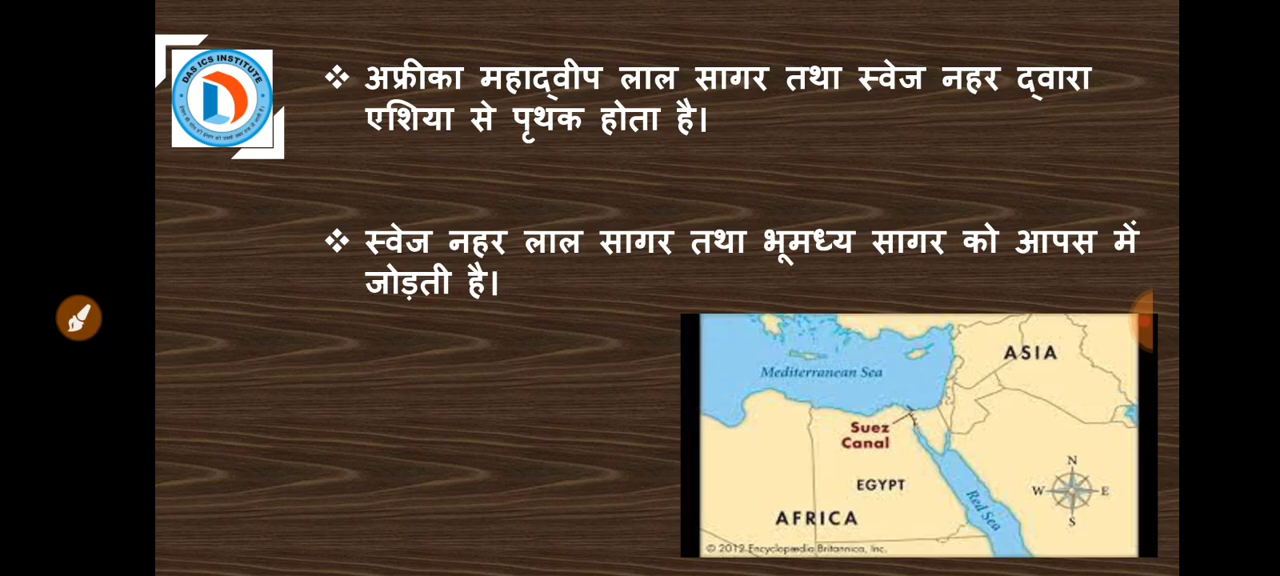 DAS ICS INSTITUTE
❖ अफ्रीका महाद्वीप लाल सागर तथा स्वेज नहर द्वारा
एशिया से पृथक होता है।
❖ स्वेज नहर लाल सागर तथा भूमध्य सागर को आपस में
जोड़ती है।
ASIA
Mediterranean Sea
Suez
Canal
N
EGYPT
W E
Red Sea
AFRICA
S
© 2012 Encyclopædia Britannica, Inc.